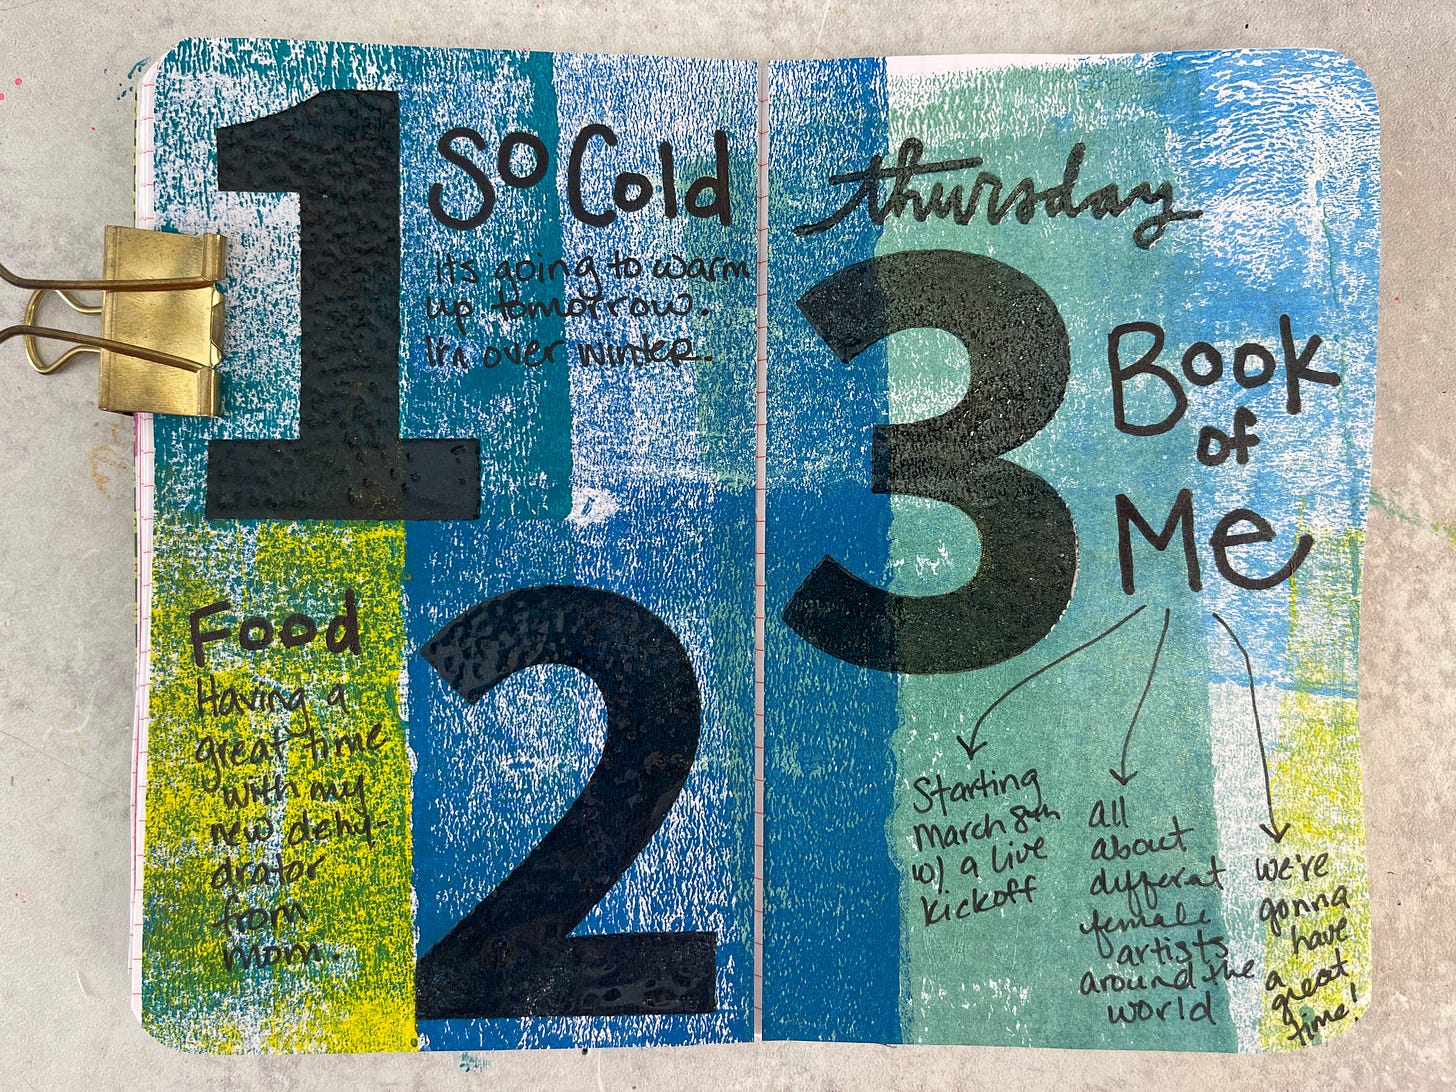 1
So Cold
its going to warm
up tomorrow.
Im over winter.
Food
Having a
great time
with my
new dehy-
drator
from
mom.
2
thursday
3
Book
of
Me
Starting
March 8th
w/ a live
kickoff
all
about
different
female
artists
around the
world
we're
gonna
have
a
great
time!